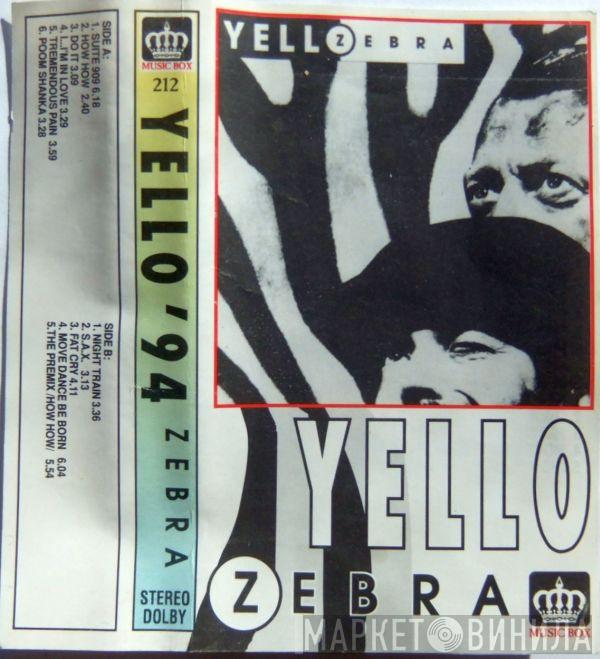 SIDE A:
1. SUITE 909 6.18
2. HOW HOW 2.40
3. DO IT 3.09
4. I..I'M IN LOVE 3.29
5. TREMENDOUS PAIN 3.59
6. POOM SHANKA 3.28
SIDE B:
1. NIGHT TRAIN 3.36
2. S.A.X. 3.13
3. FAT CRY 4.11
4. MOVE DANCE BE BORN 6.04
5.THE PREMIX /HOW HOW/ 5.54
MUSIC BOX
212
YELLO '94 ZEBRA
STEREO
DOLBY
YELLO ZEBRA
YELLO
ZEBRA
MUSIC BOX
МАРКЕТ ВИНИЛА